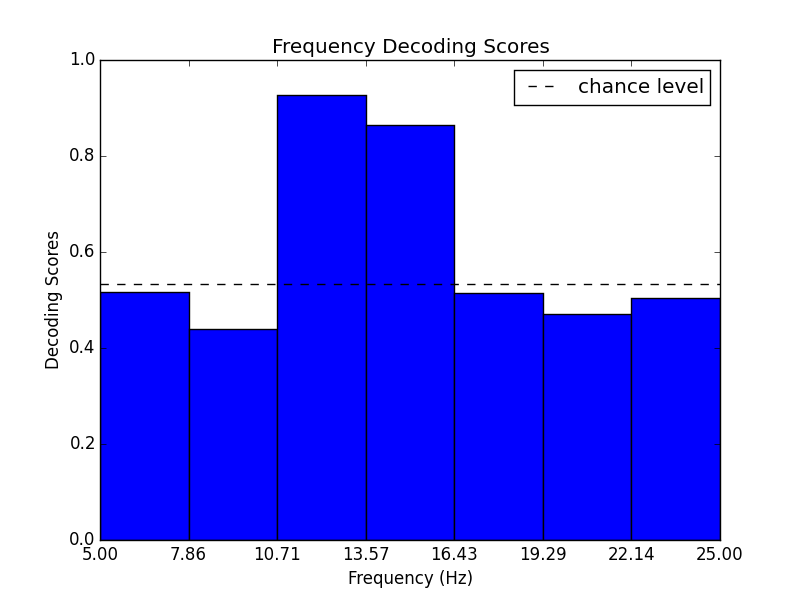 Frequency Decoding Scores
chance level
Decoding Scores
1.0
0.8
0.6
0.4
0.2
0.0
5.00 7.86 10.71 13.57 16.43 19.29 22.14 25.00
Frequency (Hz)